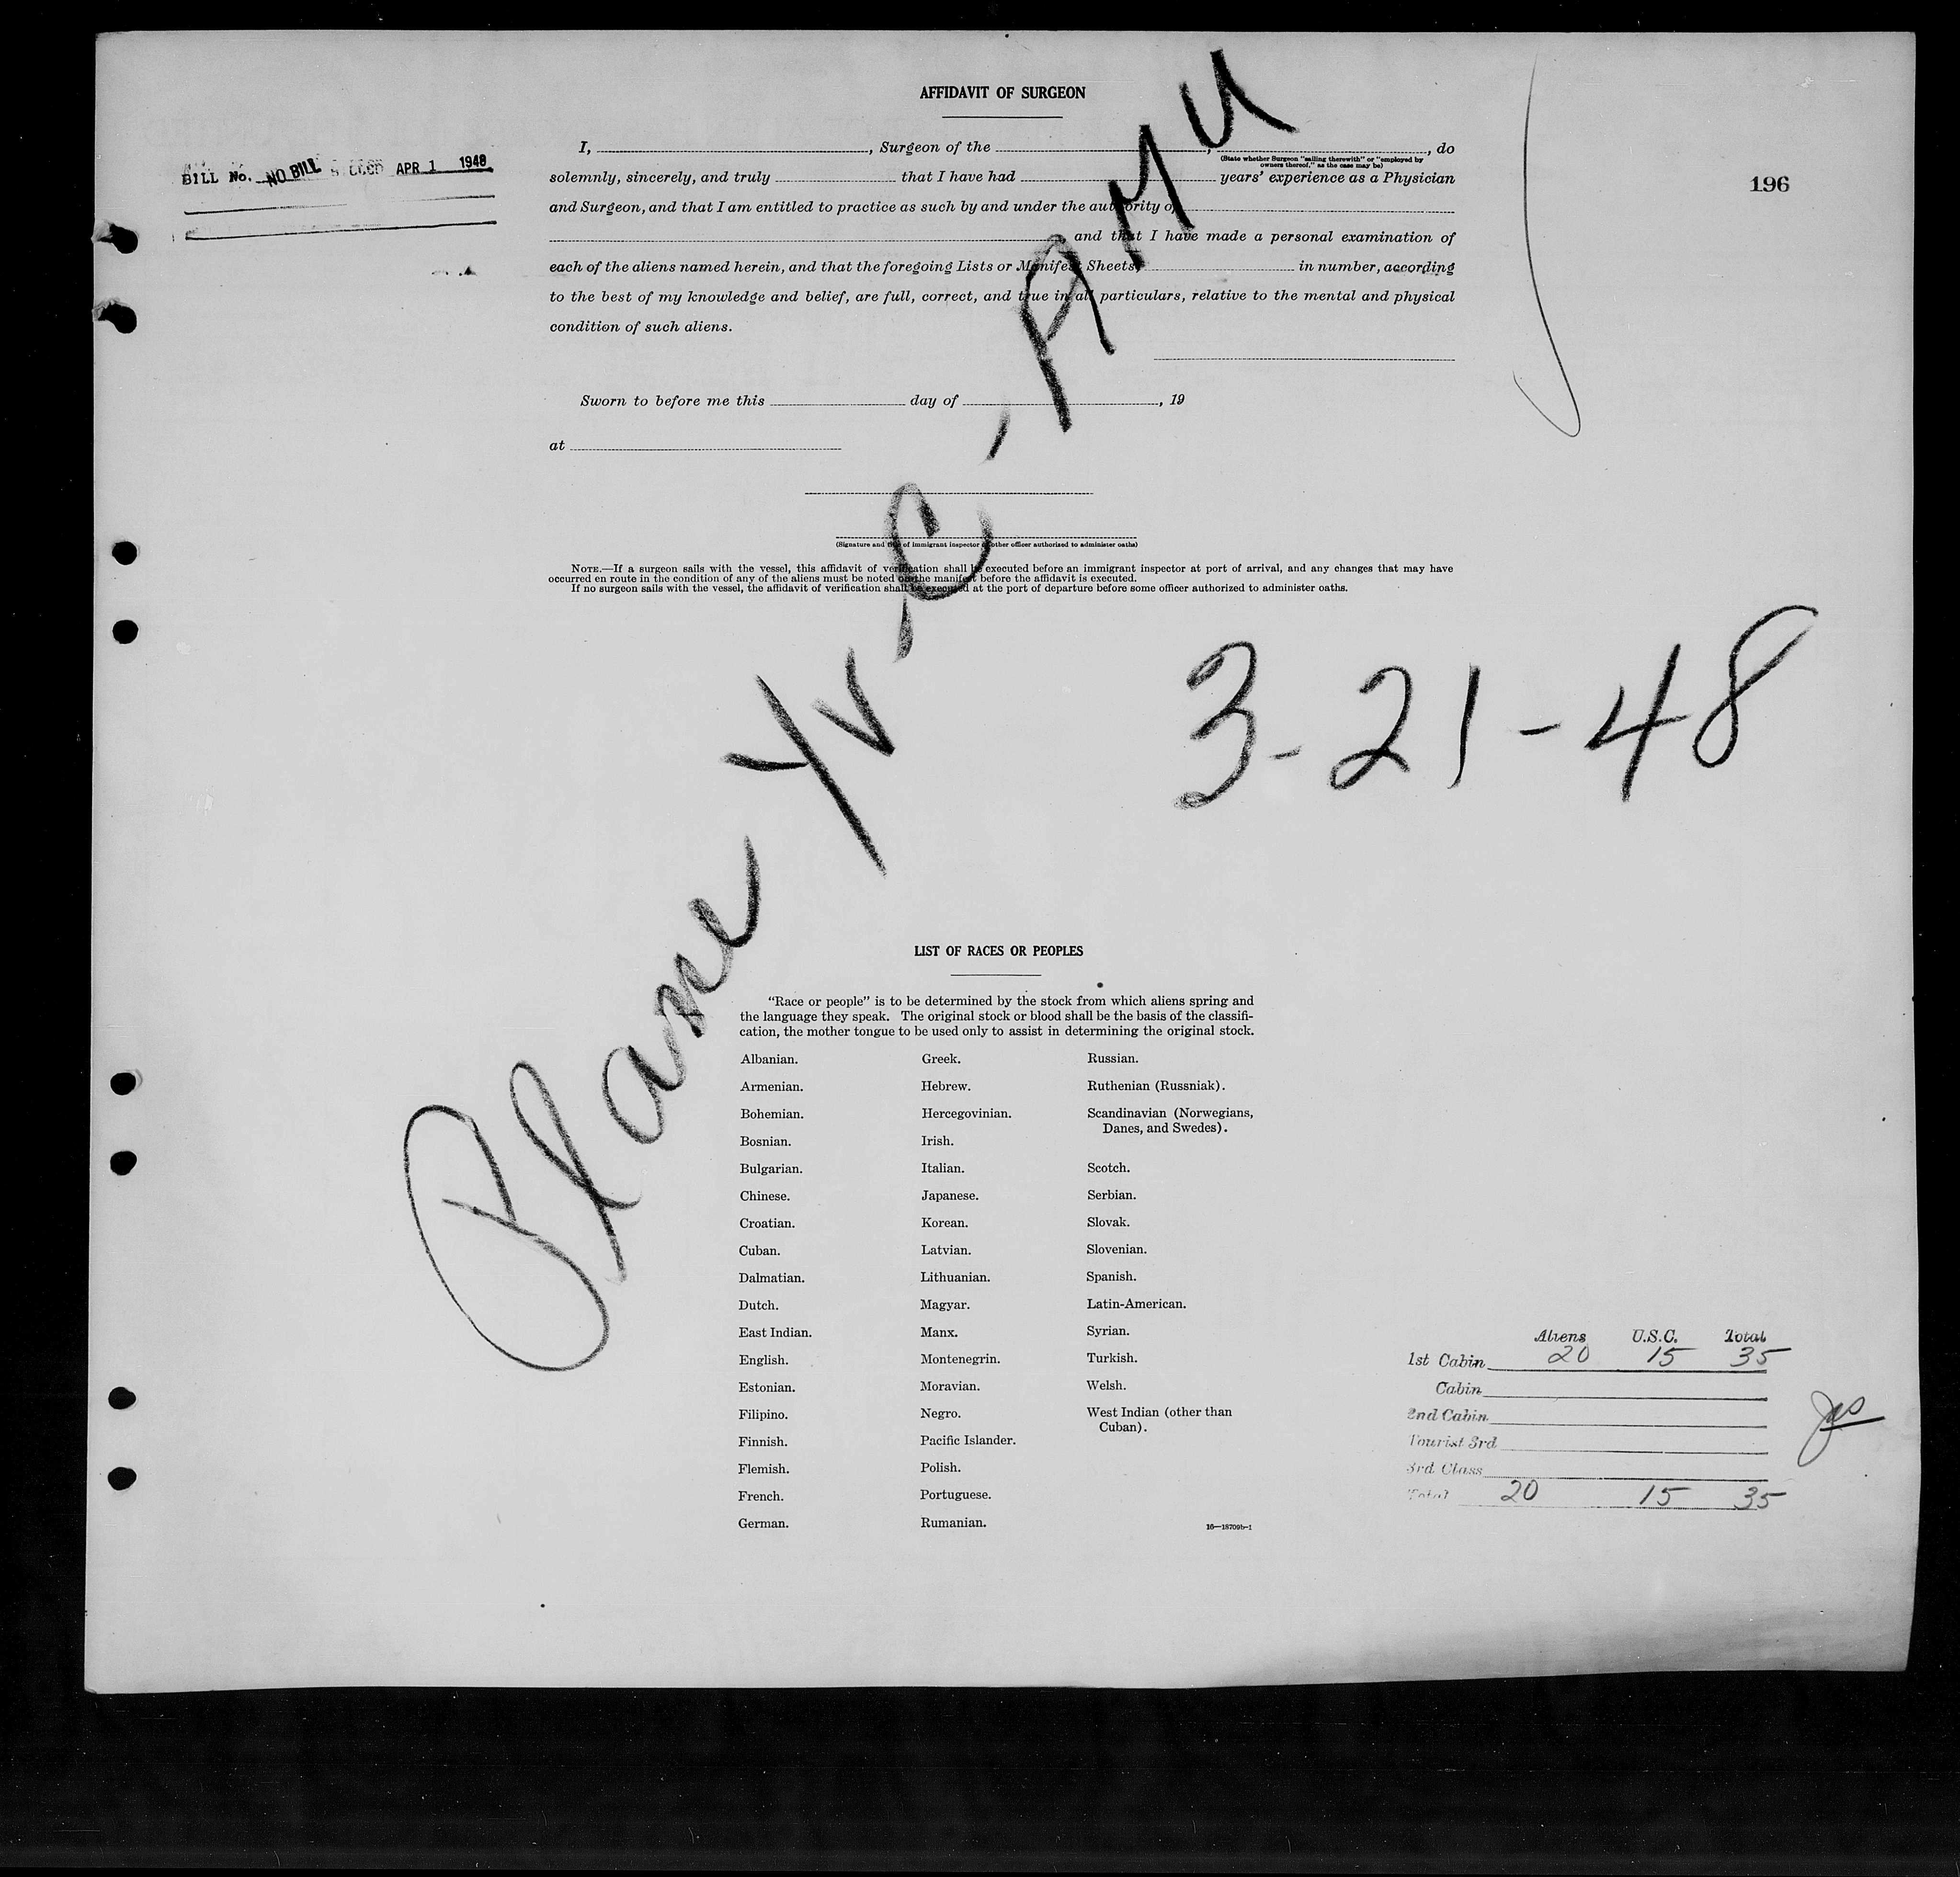 AFFIDAVIT OF SURGEON
I, , Surgeon of the , , do
(State whether Surgeon "sailing therewith" or "employed by
owners thereof," as the case may be)
BILL No. NO BILL APR 1 1948
solemnly, sincerely, and truly that I have had years' experience as a Physician
196
and Surgeon, and that I am entitled to practice as such by and under the authority of
and that I have made a personal examination of
each of the aliens named herein, and that the foregoing Lists or Manifest Sheets, in number, according
to the best of my knowledge and belief, are full, correct, and true in all particulars, relative to the mental and physical
condition of such aliens.
Sworn to before me this day of , 19
at
(Signature and title of immigrant inspector or other officer authorized to administer oaths)
NOTE.—If a surgeon sails with the vessel, this affidavit of verification shall be executed before an immigrant inspector at port of arrival, and any changes that may have
occurred en route in the condition of any of the aliens must be noted on the manifest before the affidavit is executed.
If no surgeon sails with the vessel, the affidavit of verification shall be executed at the port of departure before some officer authorized to administer oaths.
Plane YV-C-AMU
3-21-48
LIST OF RACES OR PEOPLES
"Race or people" is to be determined by the stock from which aliens spring and
the language they speak. The original stock or blood shall be the basis of the classifi-
cation, the mother tongue to be used only to assist in determining the original stock.
Albanian.
Armenian.
Bohemian.
Bosnian.
Bulgarian.
Chinese.
Croatian.
Cuban.
Dalmatian.
Dutch.
East Indian.
English.
Estonian.
Filipino.
Finnish.
Flemish.
French.
German.
Greek.
Hebrew.
Hercegovinian.
Irish.
Italian.
Japanese.
Korean.
Latvian.
Lithuanian.
Magyar.
Manx.
Montenegrin.
Moravian.
Negro.
Pacific Islander.
Polish.
Portuguese.
Rumanian.
Russian.
Ruthenian (Russniak).
Scandinavian (Norwegians,
Danes, and Swedes).
Scotch.
Serbian.
Slovak.
Slovenian.
Spanish.
Latin-American.
Syrian.
Turkish.
Welsh.
West Indian (other than
Cuban).
16—18709b-1
Aliens U.S.C. Total
1st Cabin 20 15 35
Cabin
2nd Cabin
Tourist 3rd
3rd Class
Total 20 15 35